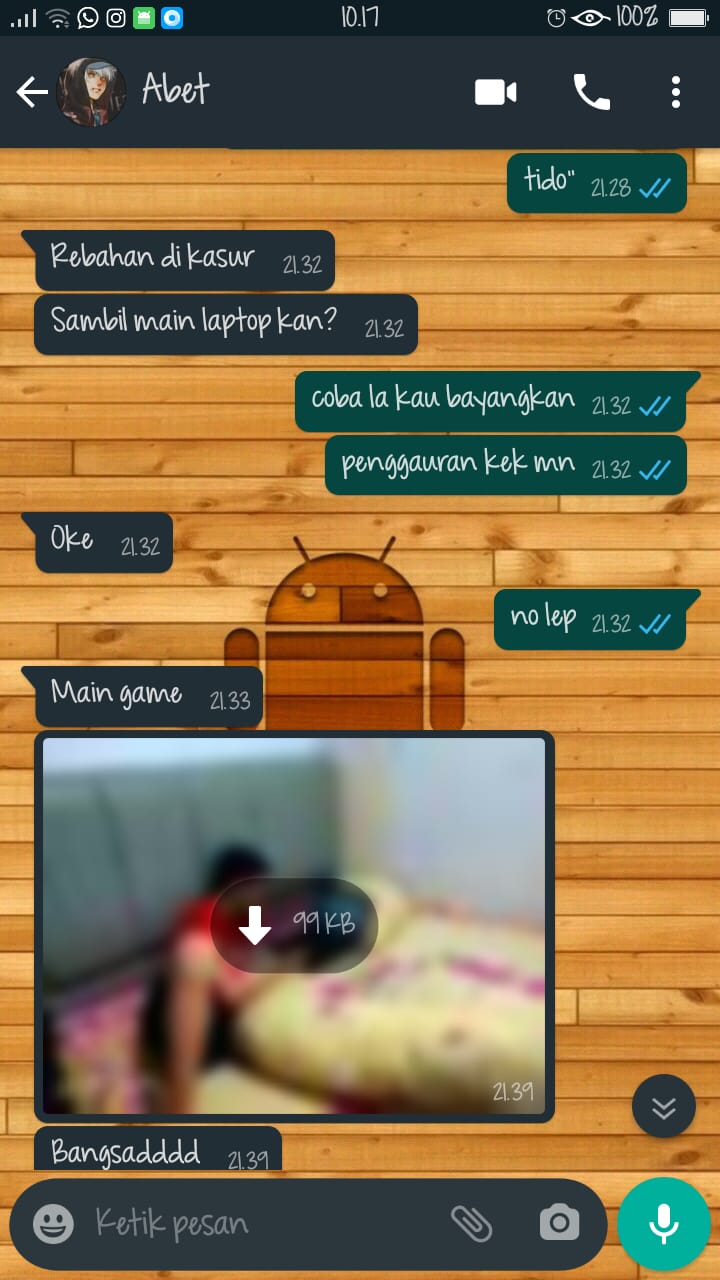 10.17
100%
Abet
tido" 21.28
Rebahan di kasur 21.32
Sambil main laptop kan? 21.32
coba la kau bayangkan 21.32
penggauran kek mn 21.32
Oke 21.32
no lep 21.32
Main game 21.33
99 KB
21.39
Bangsadddd 21.39
Ketik pesan